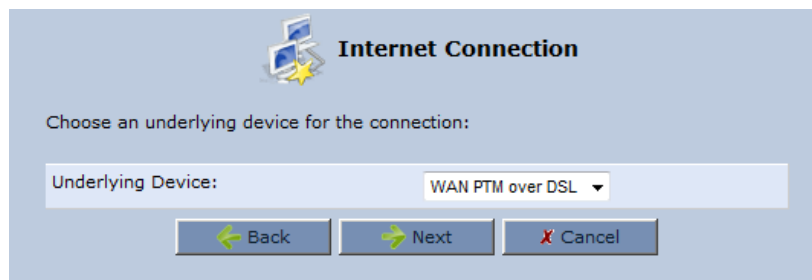 Internet Connection
Choose an underlying device for the connection:
Underlying Device: WAN PTM over DSL
Back Next Cancel